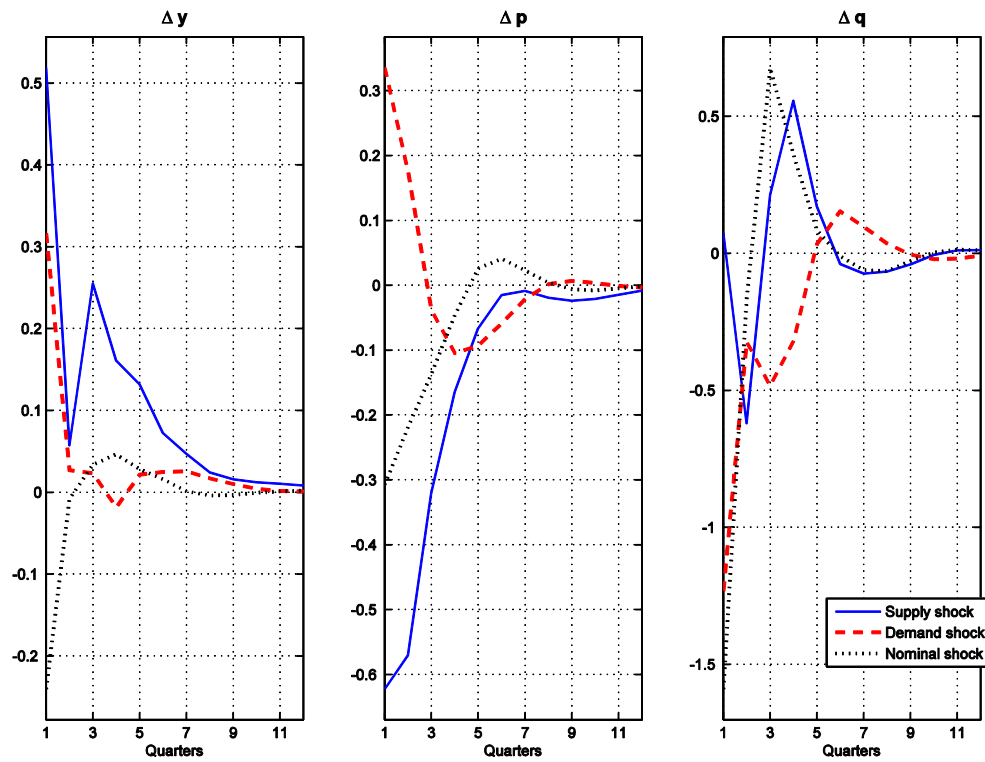 Δ y
0.5
0.4
0.3
0.2
0.1
0
-0.1
-0.2
1 3 5 7 9 11
Quarters
Δ p
0.3
0.2
0.1
0
-0.1
-0.2
-0.3
-0.4
-0.5
-0.6
1 3 5 7 9 11
Quarters
Δ q
0.5
0
-0.5
-1
-1.5
1 3 5 7 9 11
Quarters
Supply shock
Demand shock
Nominal shock